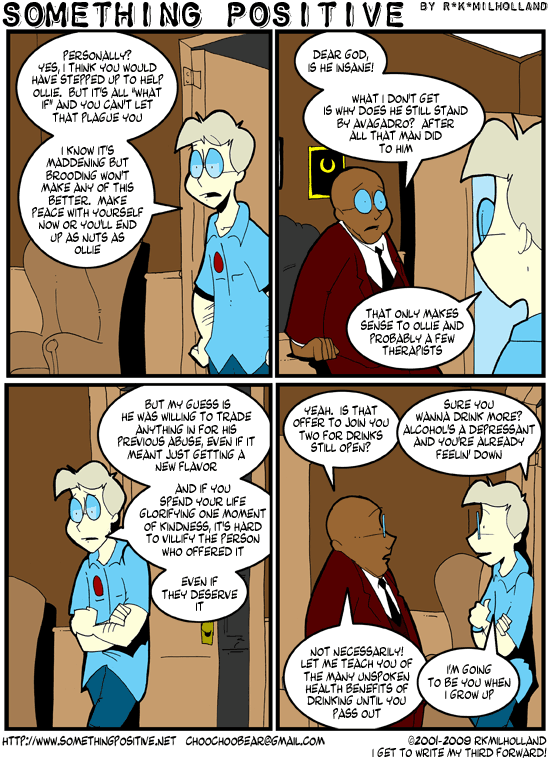 SOMETHING POSITIVE BY R*K*MILHOLLAND
PERSONALLY?
YES, I THINK YOU WOULD
HAVE STEPPED UP TO HELP
OLLIE. BUT IT'S ALL "WHAT
IF" AND YOU CAN'T LET
THAT PLAGUE YOU
I KNOW IT'S
MADDENING BUT
BROODING WON'T
MAKE ANY OF THIS
BETTER. MAKE
PEACE WITH YOURSELF
NOW OR YOU'LL END
UP AS NUTS AS
OLLIE
DEAR GOD,
IS HE INSANE!
WHAT I DON'T GET
IS WHY DOES HE STILL STAND
BY AVAGADRO? AFTER
ALL THAT MAN DID
TO HIM
THAT ONLY MAKES
SENSE TO OLLIE AND
PROBABLY A FEW
THERAPISTS
BUT MY GUESS IS
HE WAS WILLING TO TRADE
ANYTHING IN FOR HIS
PREVIOUS ABUSE, EVEN IF IT
MEANT JUST GETTING A
NEW FLAVOR
AND IF YOU
SPEND YOUR LIFE
GLORIFYING ONE MOMENT
OF KINDNESS, IT'S HARD
TO VILLIFY THE PERSON
WHO OFFERED IT
EVEN IF
THEY DESERVE
IT
YEAH. IS THAT
OFFER TO JOIN YOU
TWO FOR DRINKS
STILL OPEN?
SURE YOU
WANNA DRINK MORE?
ALCOHOL'S A DEPRESSANT
AND YOU'RE ALREADY
FEELIN' DOWN
NOT NECESSARILY!
LET ME TEACH YOU OF
THE MANY UNSPOKEN
HEALTH BENEFITS OF
DRINKING UNTIL YOU
PASS OUT
I'M GOING
TO BE YOU WHEN
I GROW UP
HTTP://WWW.SOMETHINGPOSITIVE.NET CHOOCHOOBEAR@GMAIL.COM
©2001-2009 RKMILHOLLAND
I GET TO WRITE MY THIRD FORWARD!